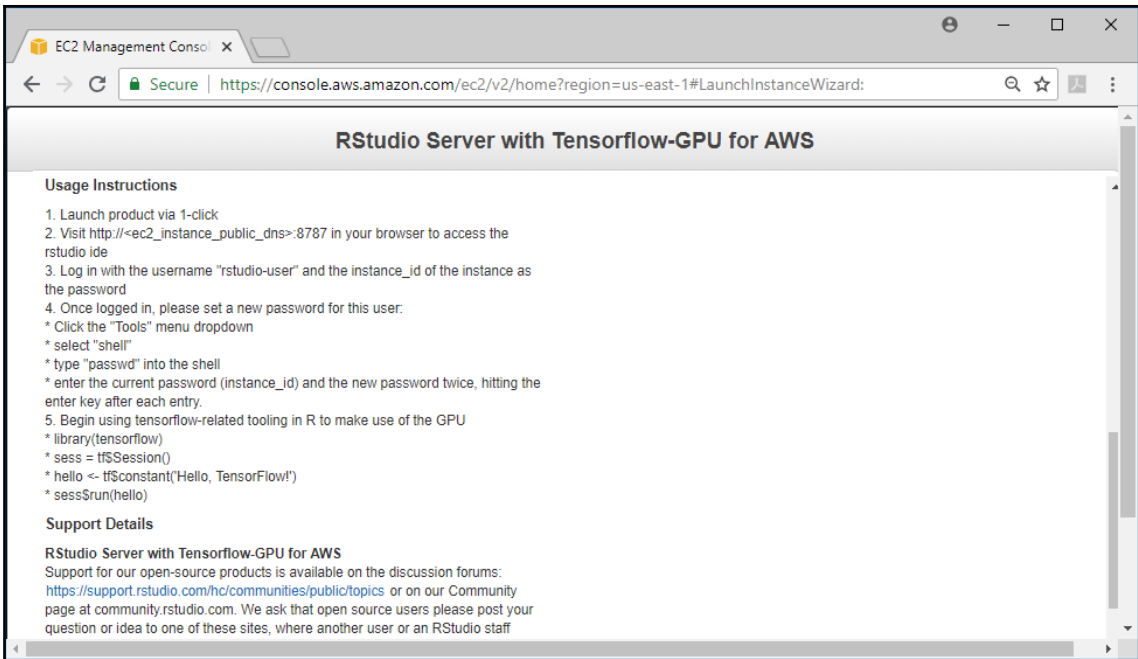 EC2 Management Consol
Secure | https://console.aws.amazon.com/ec2/v2/home?region=us-east-1#LaunchInstanceWizard:
RStudio Server with Tensorflow-GPU for AWS
Usage Instructions
1. Launch product via 1-click
2. Visit http://<ec2_instance_public_dns>:8787 in your browser to access the
rstudio ide
3. Log in with the username "rstudio-user" and the instance_id of the instance as
the password
4. Once logged in, please set a new password for this user:
* Click the "Tools" menu dropdown
* select "shell"
* type "passwd" into the shell
* enter the current password (instance_id) and the new password twice, hitting the
enter key after each entry.
5. Begin using tensorflow-related tooling in R to make use of the GPU
* library(tensorflow)
* sess = tf$Session()
* hello <- tf$constant('Hello, TensorFlow!')
* sess$run(hello)
Support Details
RStudio Server with Tensorflow-GPU for AWS
Support for our open-source products is available on the discussion forums:
https://support.rstudio.com/hc/communities/public/topics or on our Community
page at community.rstudio.com. We ask that open source users please post your
question or idea to one of these sites, where another user or an RStudio staff